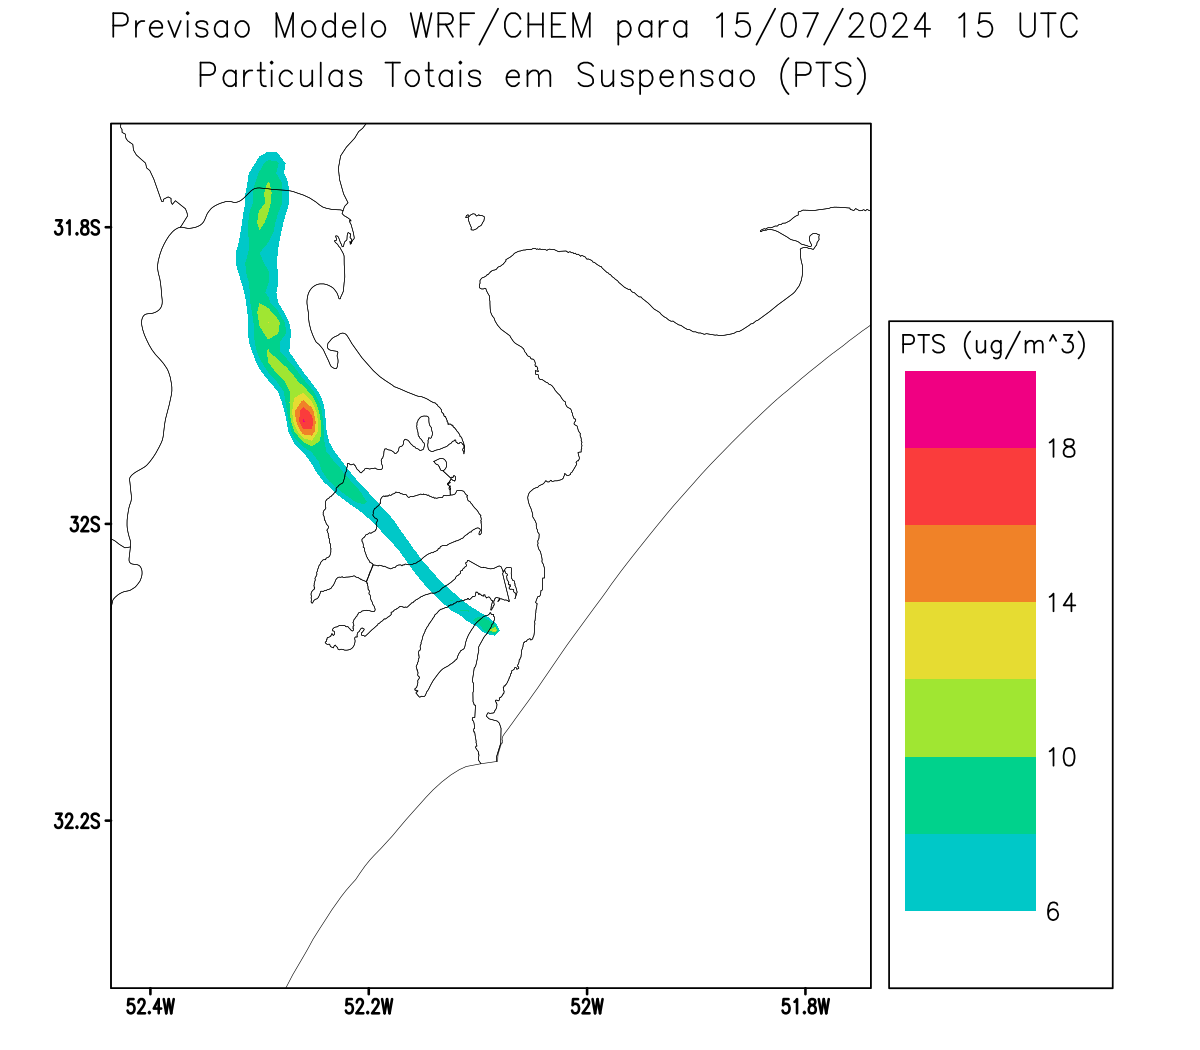 Previsao Modelo WRF/CHEM para 15/07/2024 15 UTC
Particulas Totais em Suspensao (PTS)
31.8S
32S
32.2S
52.4W
52.2W
52W
51.8W
PTS (ug/m^3)
18
14
10
6